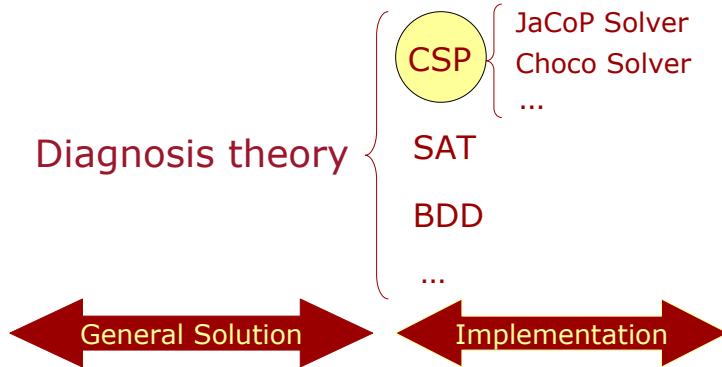 JaCoP Solver
CSP
Choco Solver
...
Diagnosis theory
SAT
BDD
...
General Solution
Implementation